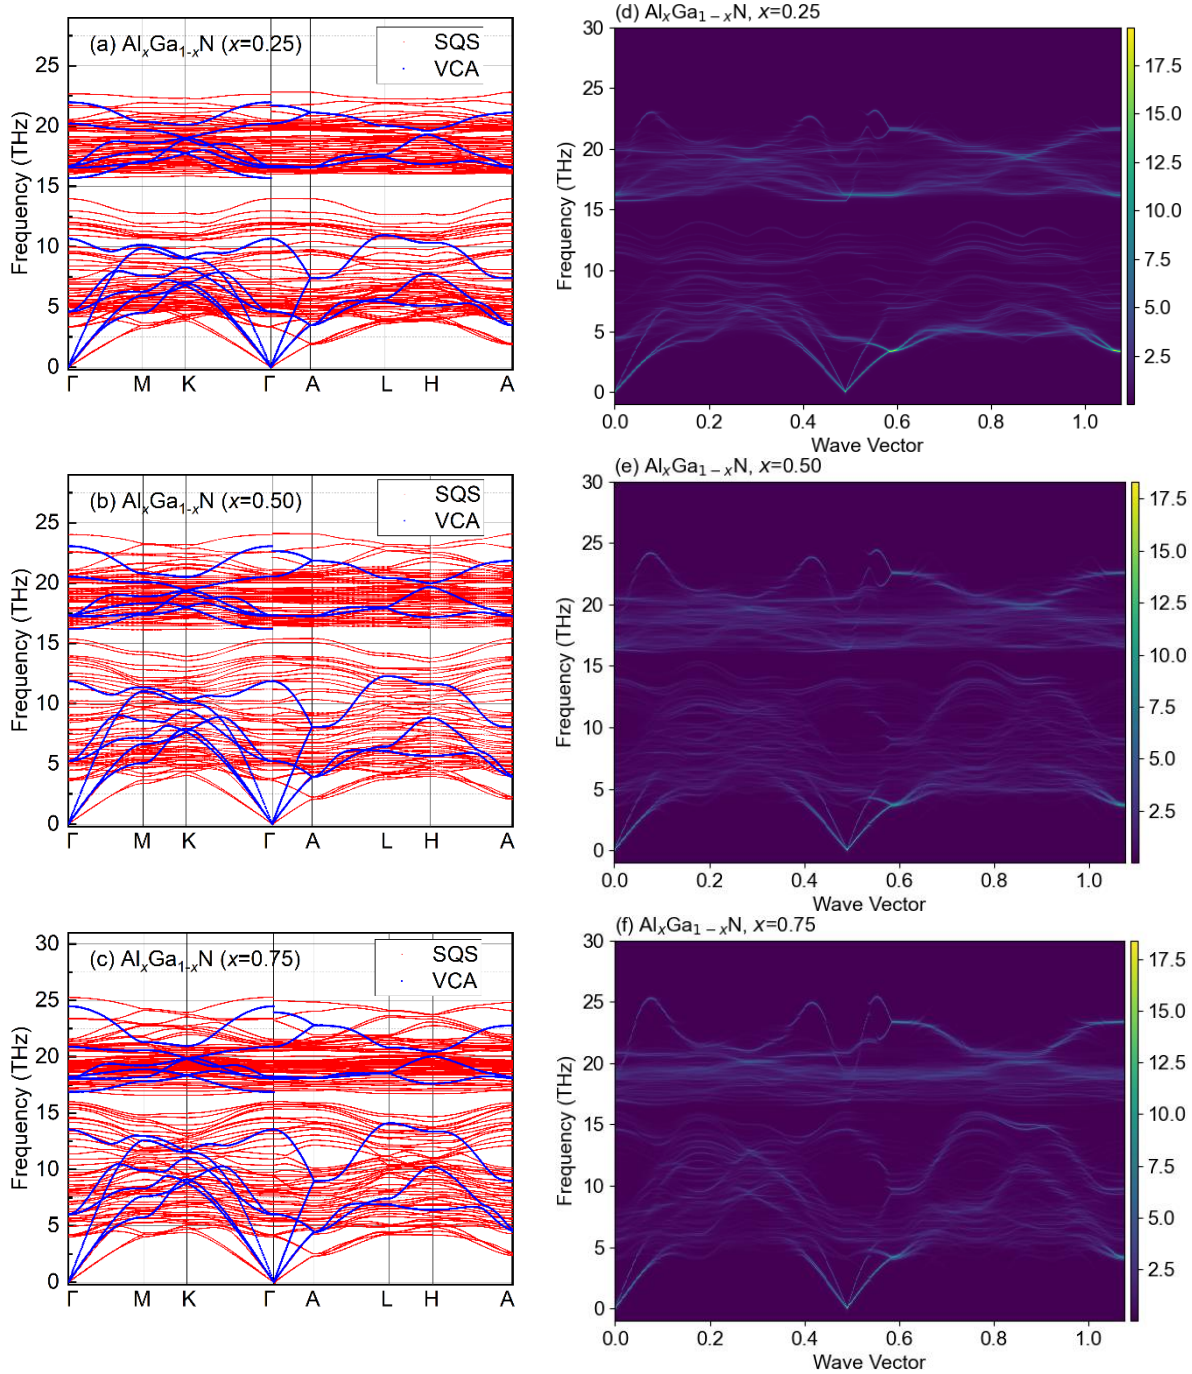 (a) AlxGa1-xN (x=0.25)
SQS
VCA
25
20
15
10
5
0
Frequency (THz)
Γ M K Γ A L H A
(d) AlxGa1−xN, x=0.25
30
25
20
15
10
5
0
Frequency (THz)
0.0 0.2 0.4 0.6 0.8 1.0
Wave Vector
17.5
15.0
12.5
10.0
7.5
5.0
2.5
(b) AlxGa1-xN (x=0.50)
SQS
VCA
25
20
15
10
5
0
Frequency (THz)
Γ M K Γ A L H A
(e) AlxGa1−xN, x=0.50
30
25
20
15
10
5
0
Frequency (THz)
0.0 0.2 0.4 0.6 0.8 1.0
Wave Vector
17.5
15.0
12.5
10.0
7.5
5.0
2.5
(c) AlxGa1-xN (x=0.75)
SQS
VCA
30
25
20
15
10
5
0
Frequency (THz)
Γ M K Γ A L H A
(f) AlxGa1−xN, x=0.75
30
25
20
15
10
5
0
Frequency (THz)
0.0 0.2 0.4 0.6 0.8 1.0
Wave Vector
17.5
15.0
12.5
10.0
7.5
5.0
2.5